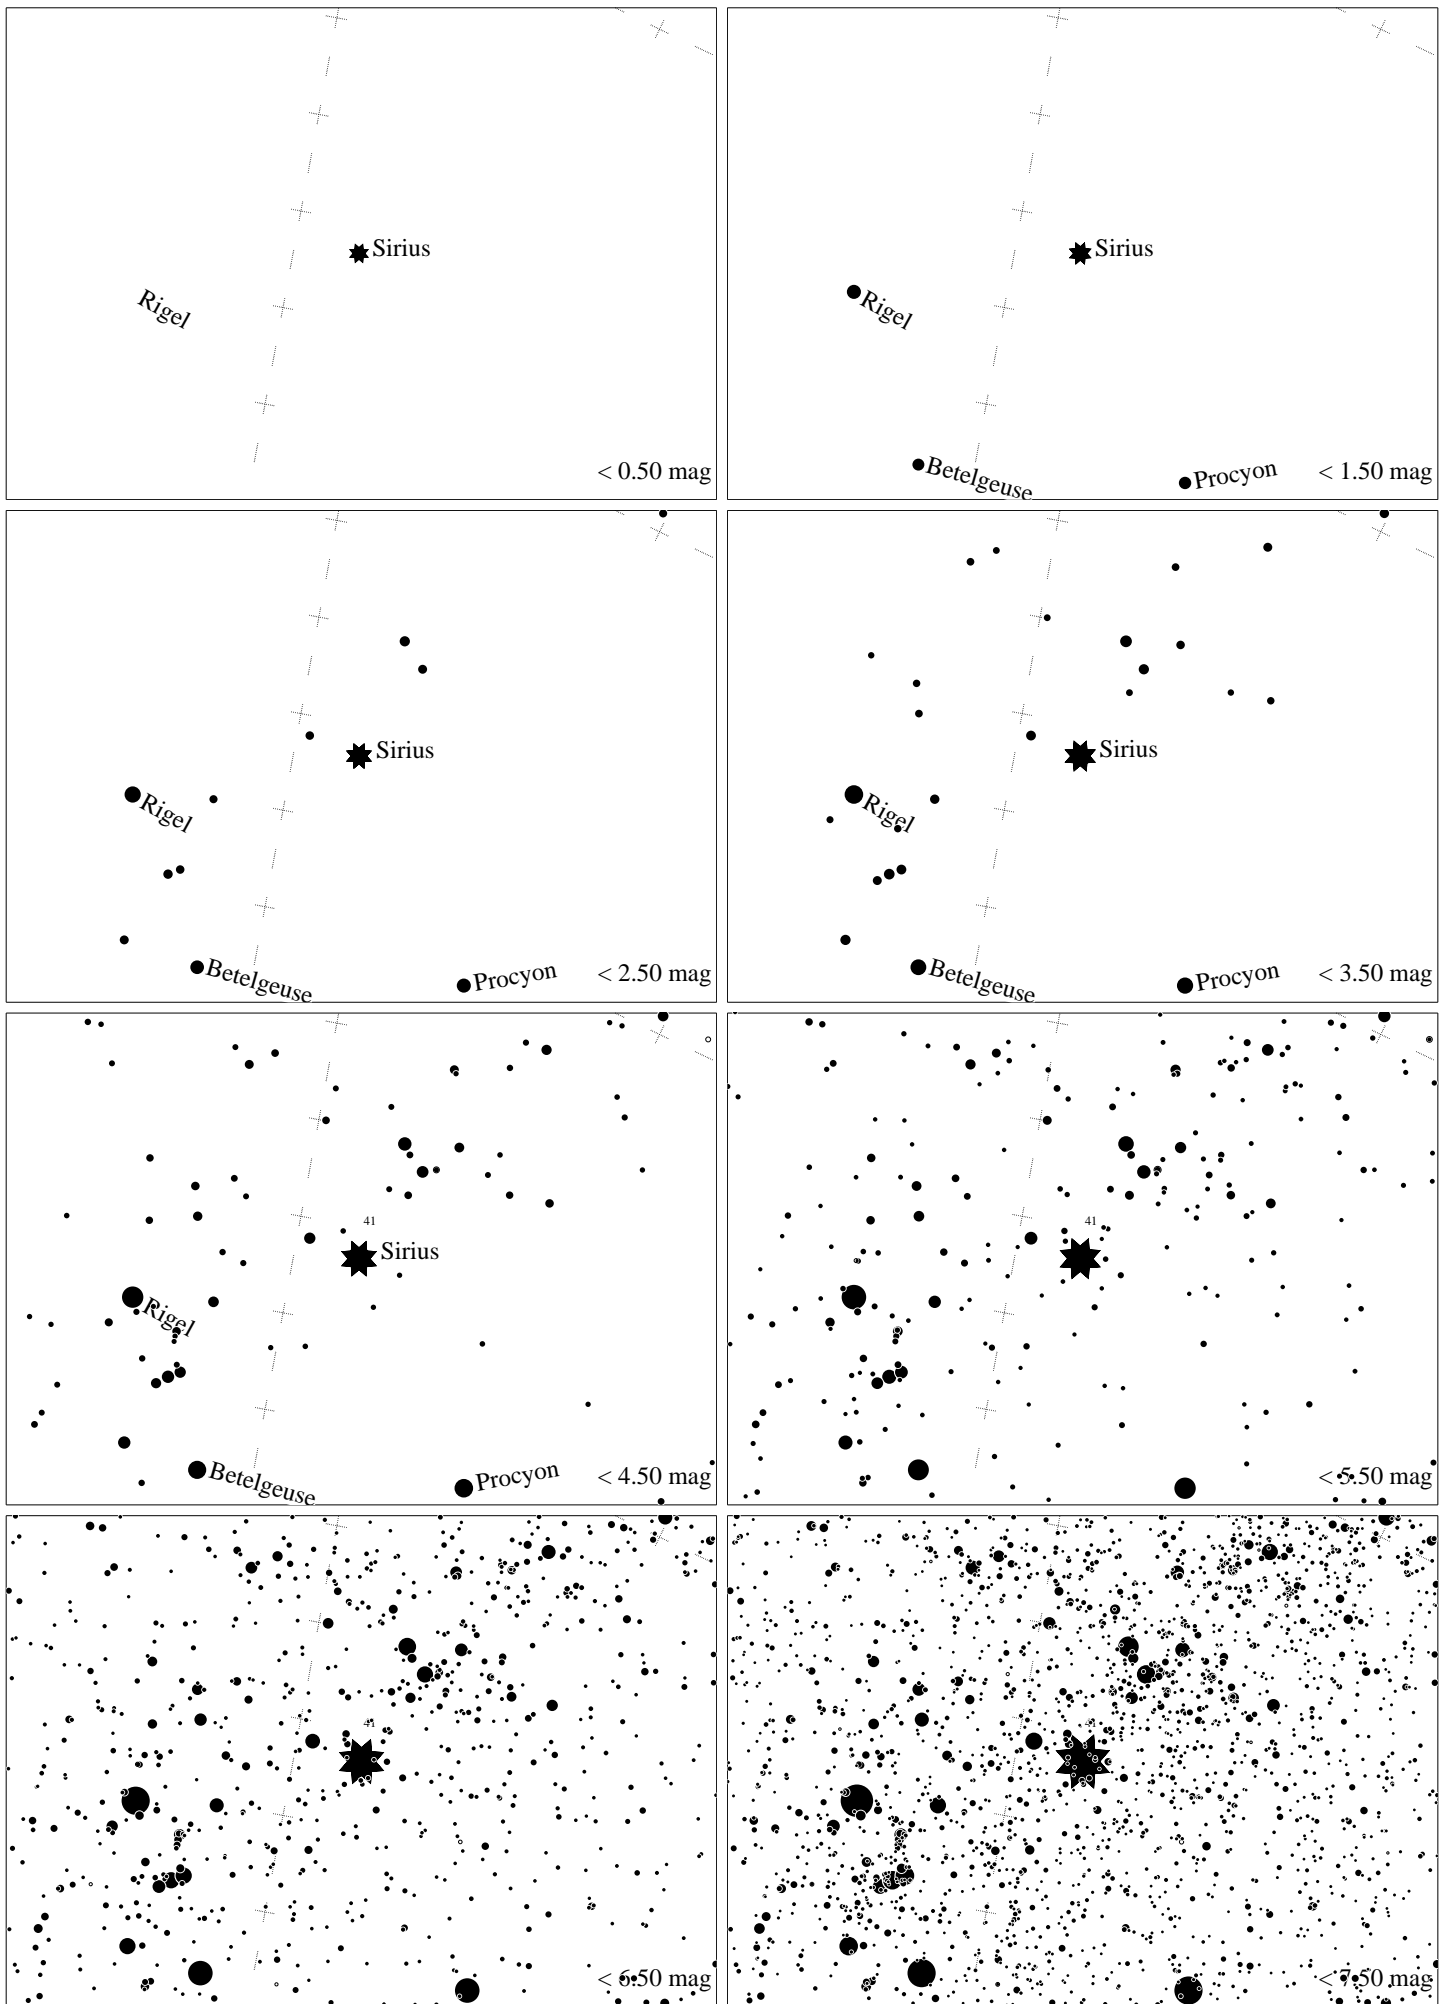 Sirius
Rigel
< 0.50 mag
Sirius
Rigel
Betelgeuse
Procyon
< 1.50 mag
Sirius
Rigel
Betelgeuse
Procyon
< 2.50 mag
Sirius
Rigel
Betelgeuse
Procyon
< 3.50 mag
41
Sirius
Rigel
Betelgeuse
Procyon
< 4.50 mag
41
< 5.50 mag
41
< 6.50 mag
41
< 7.50 mag